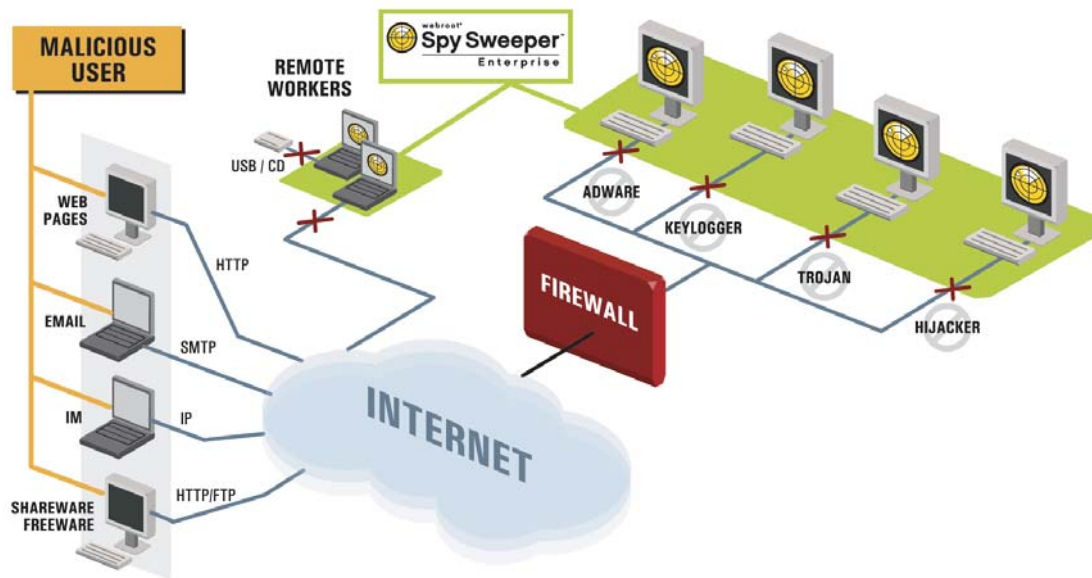 MALICIOUS
USER
webroot®
Spy Sweeper™
Enterprise
REMOTE
WORKERS
USB / CD
WEB
PAGES
HTTP
EMAIL
SMTP
IM
IP
SHAREWARE
FREEWARE
HTTP/FTP
INTERNET
FIREWALL
ADWARE
KEYLOGGER
TROJAN
HIJACKER